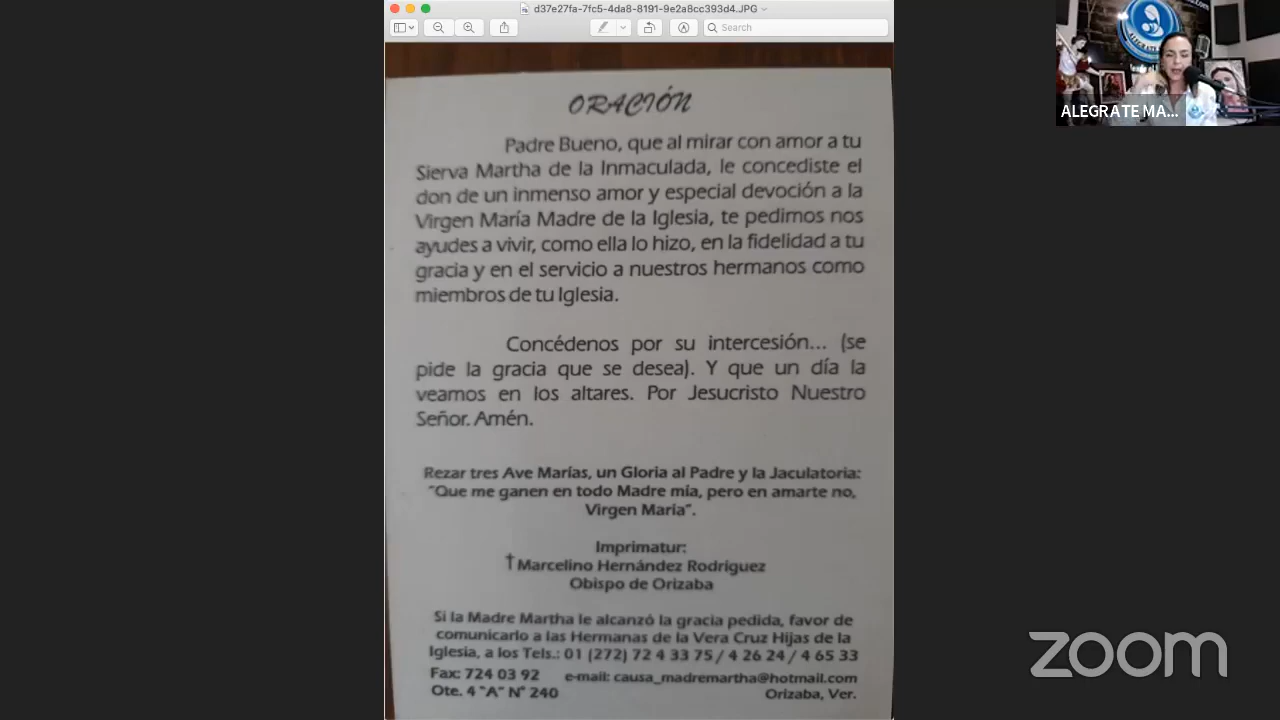 d37e27fa-7fc5-4da8-8191-9e2a8cc393d4.JPG
Search
ALEGRATE MA...
ORACIÓN
Padre Bueno, que al mirar con amor a tu
Sierva Martha de la Inmaculada, le concediste el
don de un inmenso amor y especial devoción a la
Virgen María Madre de la Iglesia, te pedimos nos
ayudes a vivir, como ella lo hizo, en la fidelidad a tu
gracia y en el servicio a nuestros hermanos como
miembros de tu Iglesia.
Concédenos por su intercesión... (se
pide la gracia que se desea). Y que un día la
veamos en los altares. Por Jesucristo Nuestro
Señor. Amén.
Rezar tres Ave Marías, un Gloria al Padre y la Jaculatoria:
"Que me ganen en todo Madre mía, pero en amarte no,
Virgen María".
Imprimatur:
†Marcelino Hernández Rodríguez
Obispo de Orizaba
Si la Madre Martha le alcanzó la gracia pedida, favor de
comunicarlo a las Hermanas de la Vera Cruz Hijas de la
Iglesia, a los Tels.: 01 (272) 72 4 33 75 / 4 26 24 / 4 65 33
Fax: 724 03 92 e-mail: causa_madremartha@hotmail.com
Ote. 4 "A" N° 240 Orizaba, Ver.
zoom